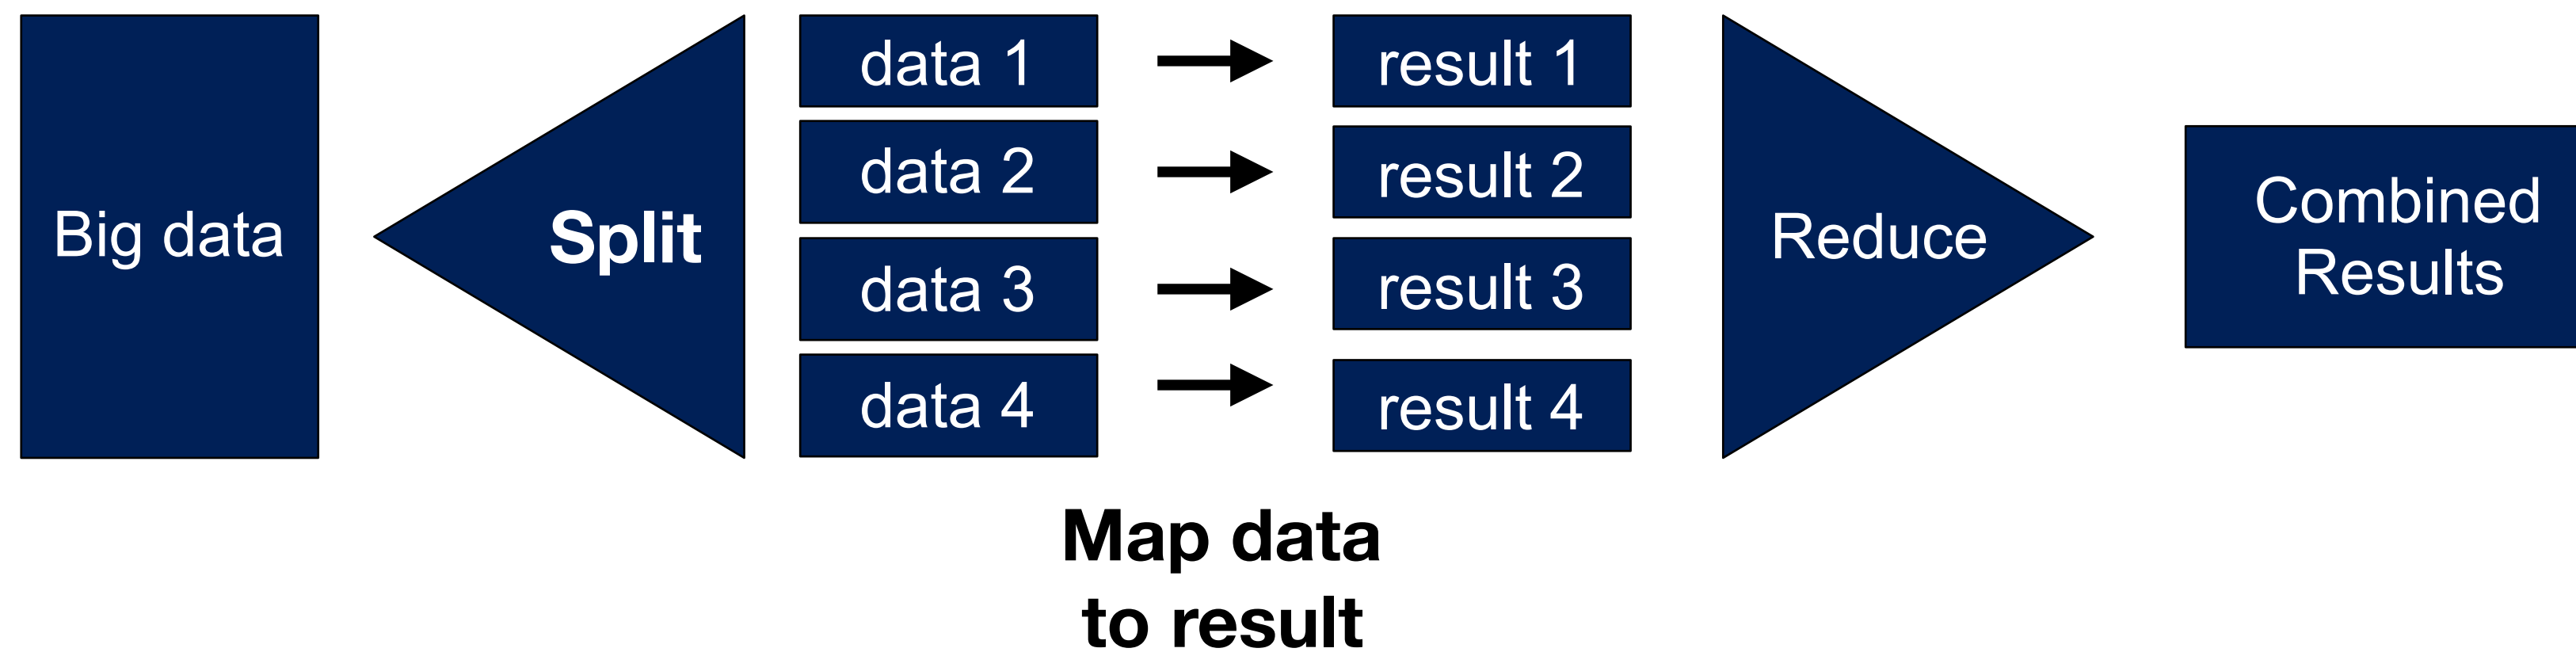 Big data
Split
data 1
data 2
data 3
data 4
result 1
result 2
result 3
result 4
Reduce
Combined
Results
Map data
to result